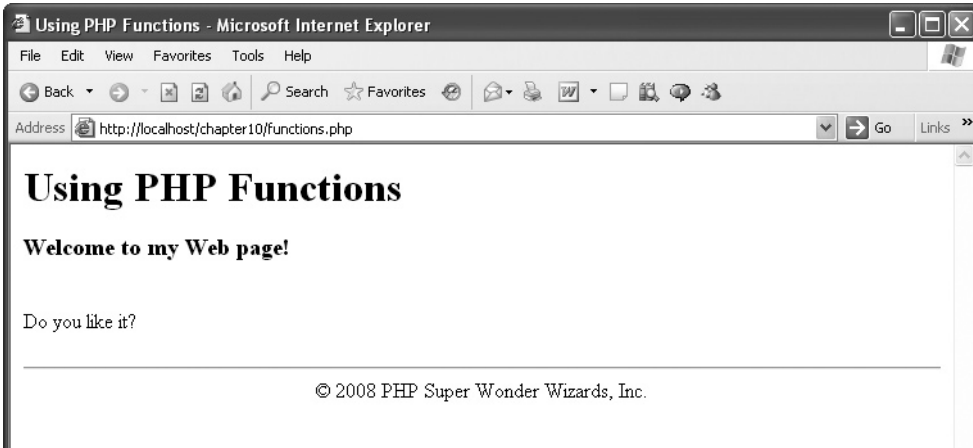 Using PHP Functions - Microsoft Internet Explorer
File Edit View Favorites Tools Help
Back Search Favorites W
Address http://localhost/chapter10/functions.php Go Links »
Using PHP Functions
Welcome to my Web page!
Do you like it?
© 2008 PHP Super Wonder Wizards, Inc.